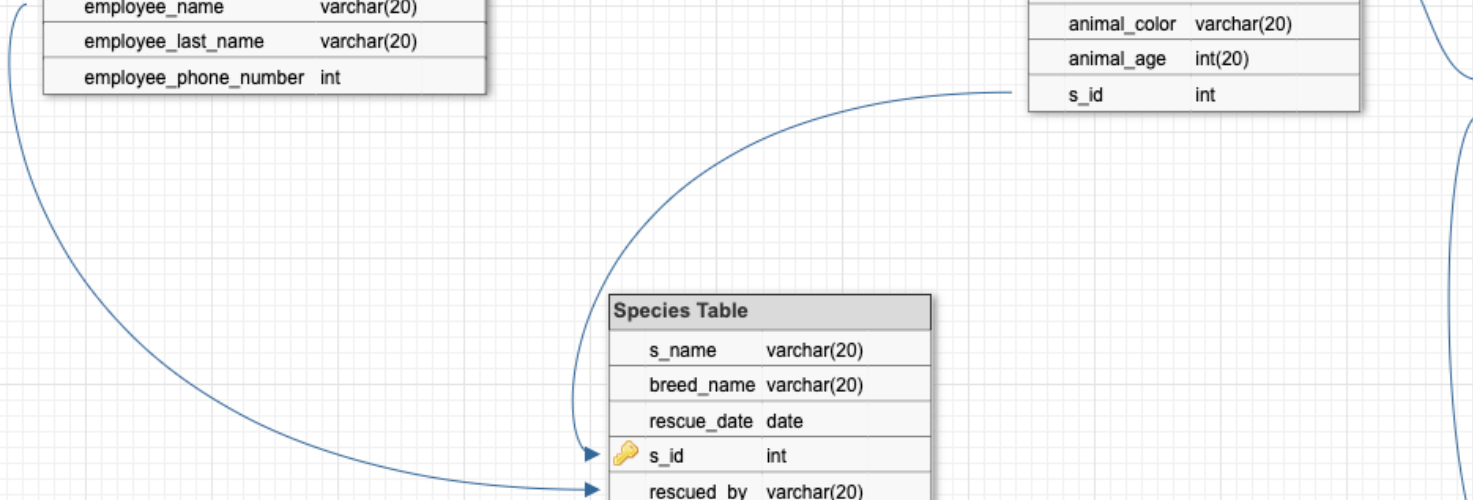 employee_name varchar(20)
employee_last_name varchar(20)
employee_phone_number int
animal_color varchar(20)
animal_age int(20)
s_id int
Species Table
s_name varchar(20)
breed_name varchar(20)
rescue_date date
s_id int
rescued_by varchar(20)